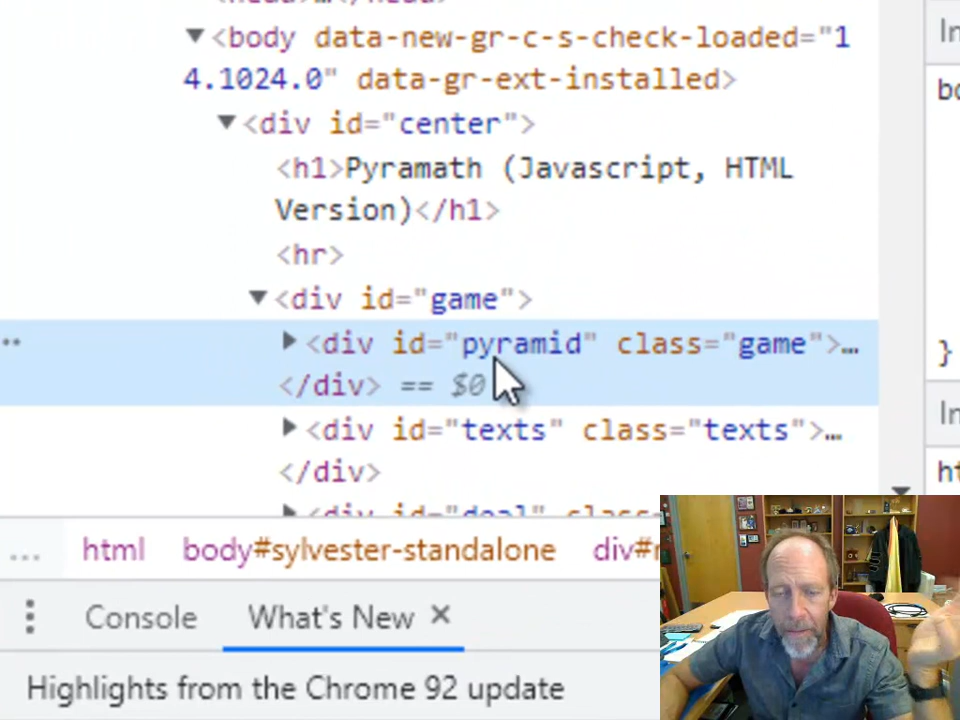 ▼<body data-new-gr-c-s-check-loaded="1
4.1024.0" data-gr-ext-installed>
▼<div id="center">
<h1>Pyramath (Javascript, HTML
Version)</h1>
<hr>
▼<div id="game">
▶<div id="pyramid" class="game">…
</div> == $0
▶<div id="texts" class="texts">…
</div>
… html body#sylvester-standalone
Console What's New ×
Highlights from the Chrome 92 update
}